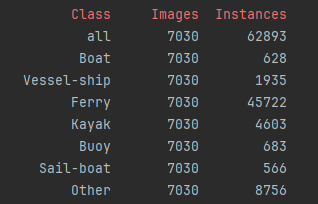 Class Images Instances
all 7030 62893
Boat 7030 628
Vessel-ship 7030 1935
Ferry 7030 45722
Kayak 7030 4603
Buoy 7030 683
Sail-boat 7030 566
Other 7030 8756